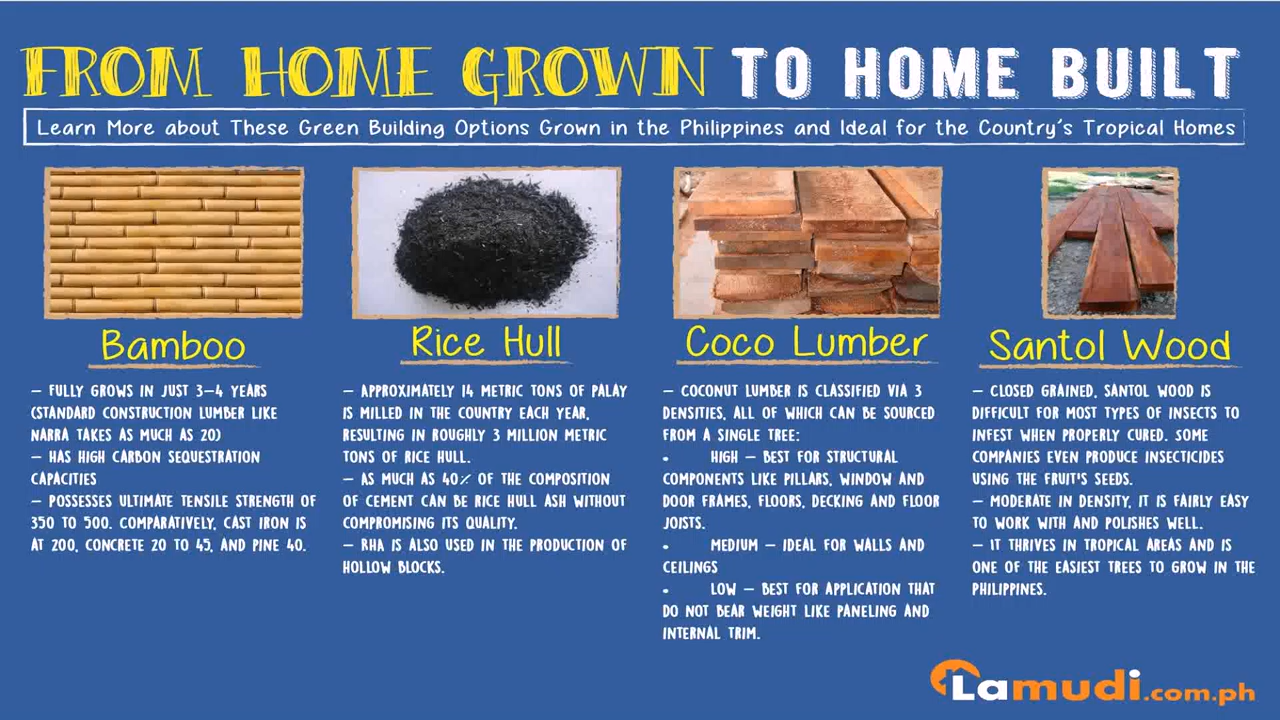 FROM HOME GROWN TO HOME BUILT
Learn More about These Green Building Options Grown in the Philippines and Ideal for the Country's Tropical Homes
Bamboo
– FULLY GROWS IN JUST 3–4 YEARS
(STANDARD CONSTRUCTION LUMBER LIKE
NARRA TAKES AS MUCH AS 20)
– HAS HIGH CARBON SEQUESTRATION
CAPACITIES
– POSSESSES ULTIMATE TENSILE STRENGTH OF
350 TO 500. COMPARATIVELY, CAST IRON IS
AT 200, CONCRETE 20 TO 45, AND PINE 40.
Rice Hull
– APPROXIMATELY 14 METRIC TONS OF PALAY
IS MILLED IN THE COUNTRY EACH YEAR,
RESULTING IN ROUGHLY 3 MILLION METRIC
TONS OF RICE HULL.
– AS MUCH AS 40% OF THE COMPOSITION
OF CEMENT CAN BE RICE HULL ASH WITHOUT
COMPROMISING ITS QUALITY.
– RHA IS ALSO USED IN THE PRODUCTION OF
HOLLOW BLOCKS.
Coco Lumber
– COCONUT LUMBER IS CLASSIFIED VIA 3
DENSITIES, ALL OF WHICH CAN BE SOURCED
FROM A SINGLE TREE:
• HIGH – BEST FOR STRUCTURAL
COMPONENTS LIKE PILLARS, WINDOW AND
DOOR FRAMES, FLOORS, DECKING AND FLOOR
JOISTS.
• MEDIUM – IDEAL FOR WALLS AND
CEILINGS
• LOW – BEST FOR APPLICATION THAT
DO NOT BEAR WEIGHT LIKE PANELING AND
INTERNAL TRIM.
Santol Wood
– CLOSED GRAINED, SANTOL WOOD IS
DIFFICULT FOR MOST TYPES OF INSECTS TO
INFEST WHEN PROPERLY CURED. SOME
COMPANIES EVEN PRODUCE INSECTICIDES
USING THE FRUIT'S SEEDS.
– MODERATE IN DENSITY, IT IS FAIRLY EASY
TO WORK WITH AND POLISHES WELL.
– IT THRIVES IN TROPICAL AREAS AND IS
ONE OF THE EASIEST TREES TO GROW IN THE
PHILIPPINES.
Lamudi.com.ph